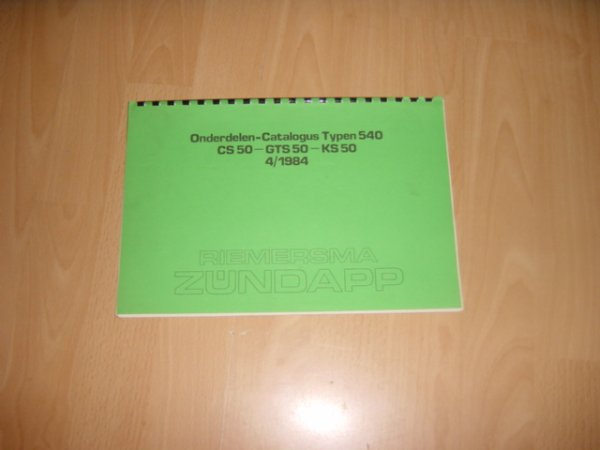 Onderdelen-Catalogus Typen 540
CS 50 — GTS 50 — KS 50
4/1984
RIEMERSMA
ZÜNDAPP